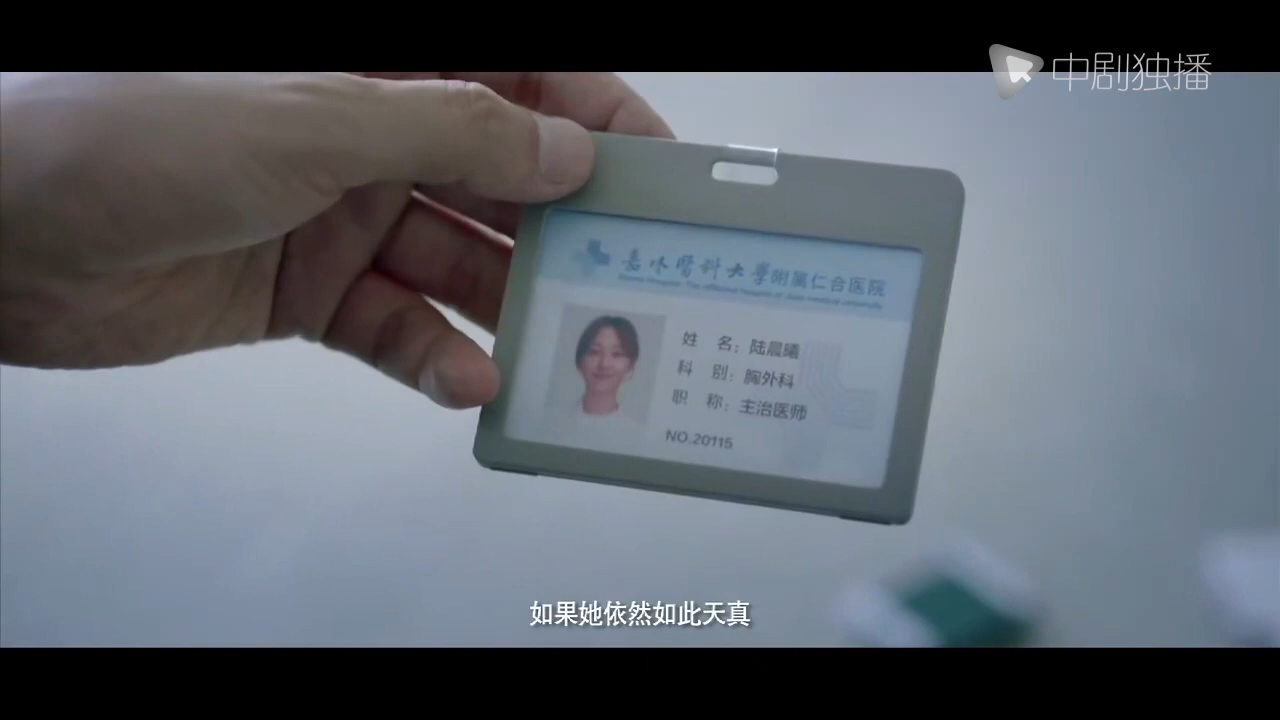 中剧独播
嘉林医科大学附属仁合医院
姓 名：陆晨曦
科 别：胸外科
职 称：主治医师
NO.20115
如果她依然如此天真